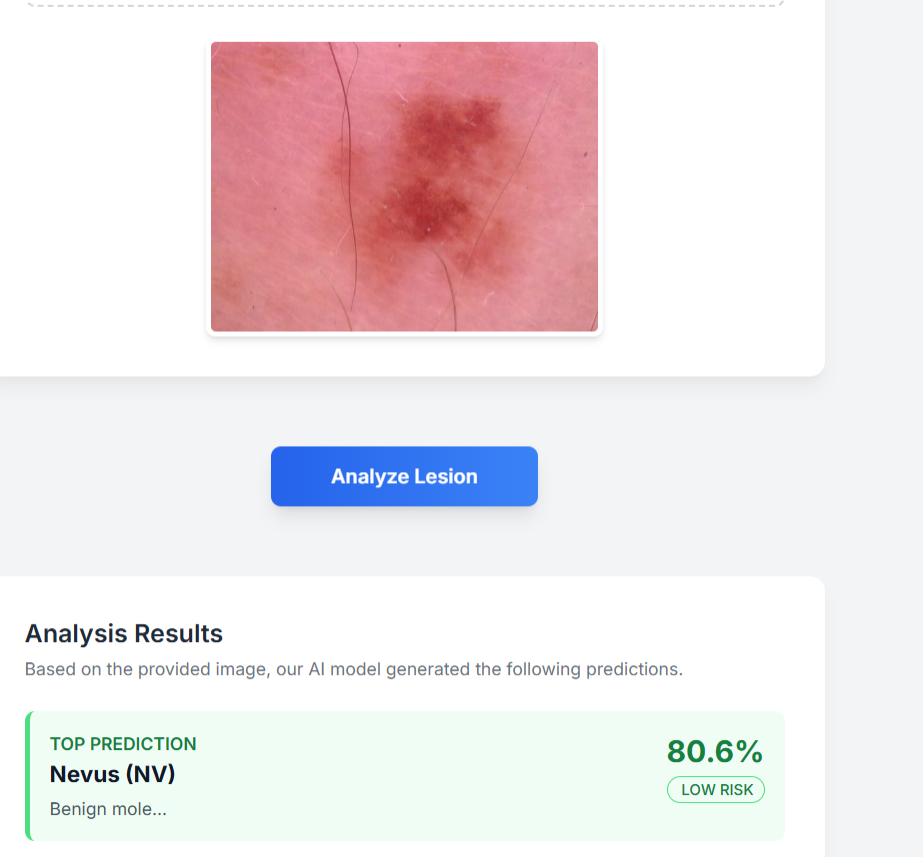 Analyze Lesion
Analysis Results
Based on the provided image, our AI model generated the following predictions.
TOP PREDICTION
80.6%
Nevus (NV)
LOW RISK
Benign mole...